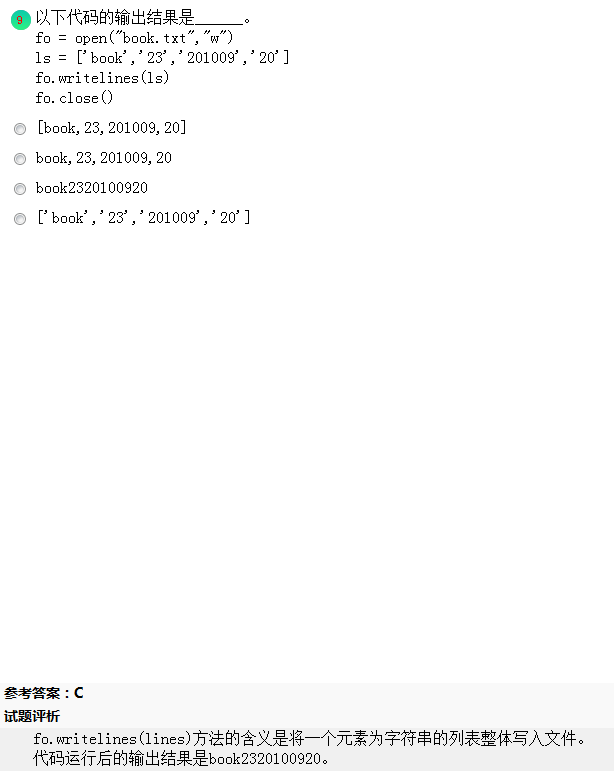 9 以下代码的输出结果是______。
fo = open("book.txt","w")
ls = ['book','23','201009','20']
fo.writelines(ls)
fo.close()
[book,23,201009,20]
book,23,201009,20
book2320100920
['book','23','201009','20']
参考答案：C
试题评析
fo.writelines(lines)方法的含义是将一个元素为字符串的列表整体写入文件。
代码运行后的输出结果是book2320100920。